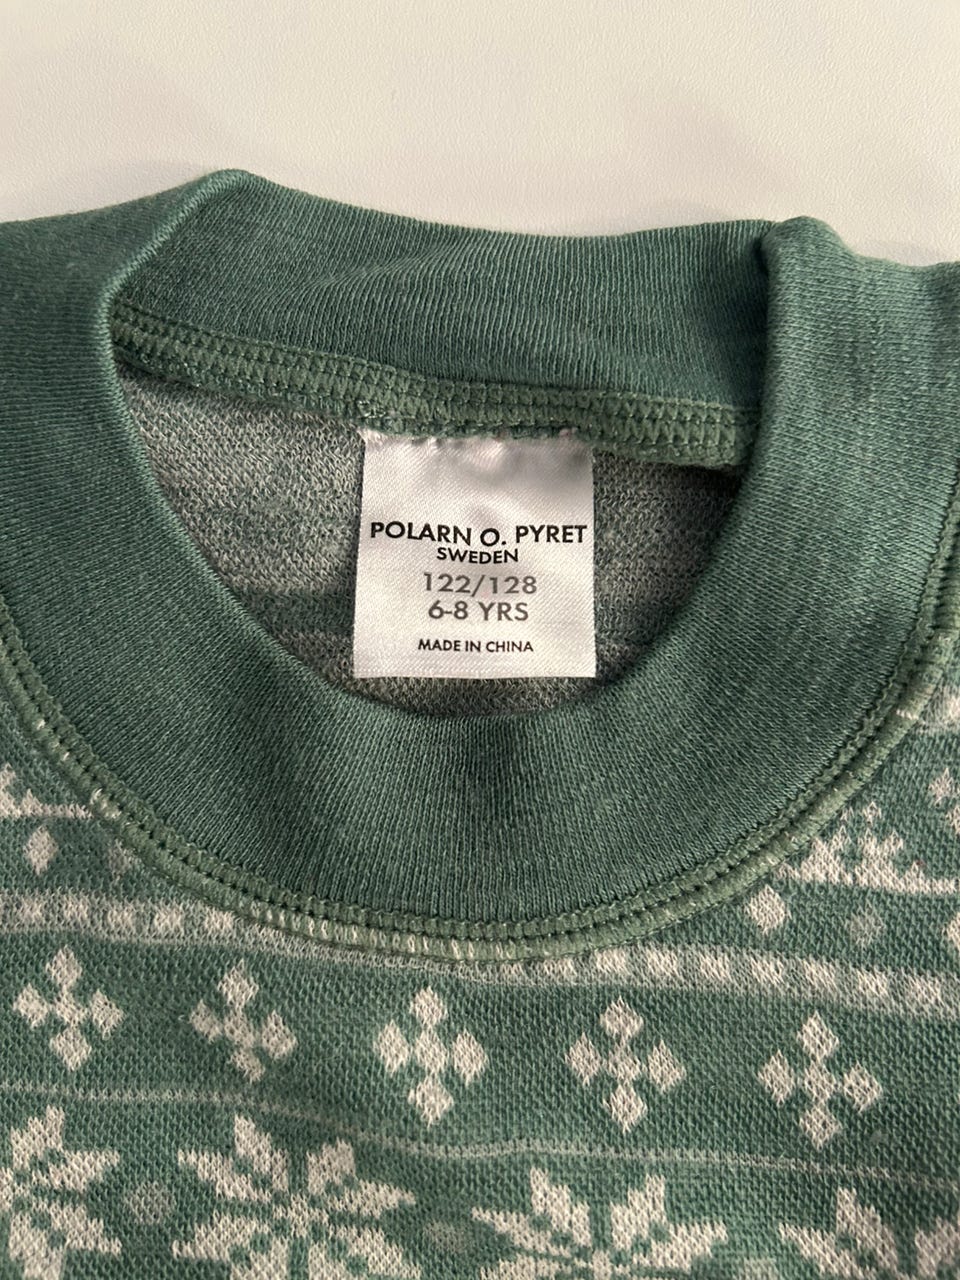 POLARN O. PYRET
SWEDEN
122/128
6-8 YRS
MADE IN CHINA